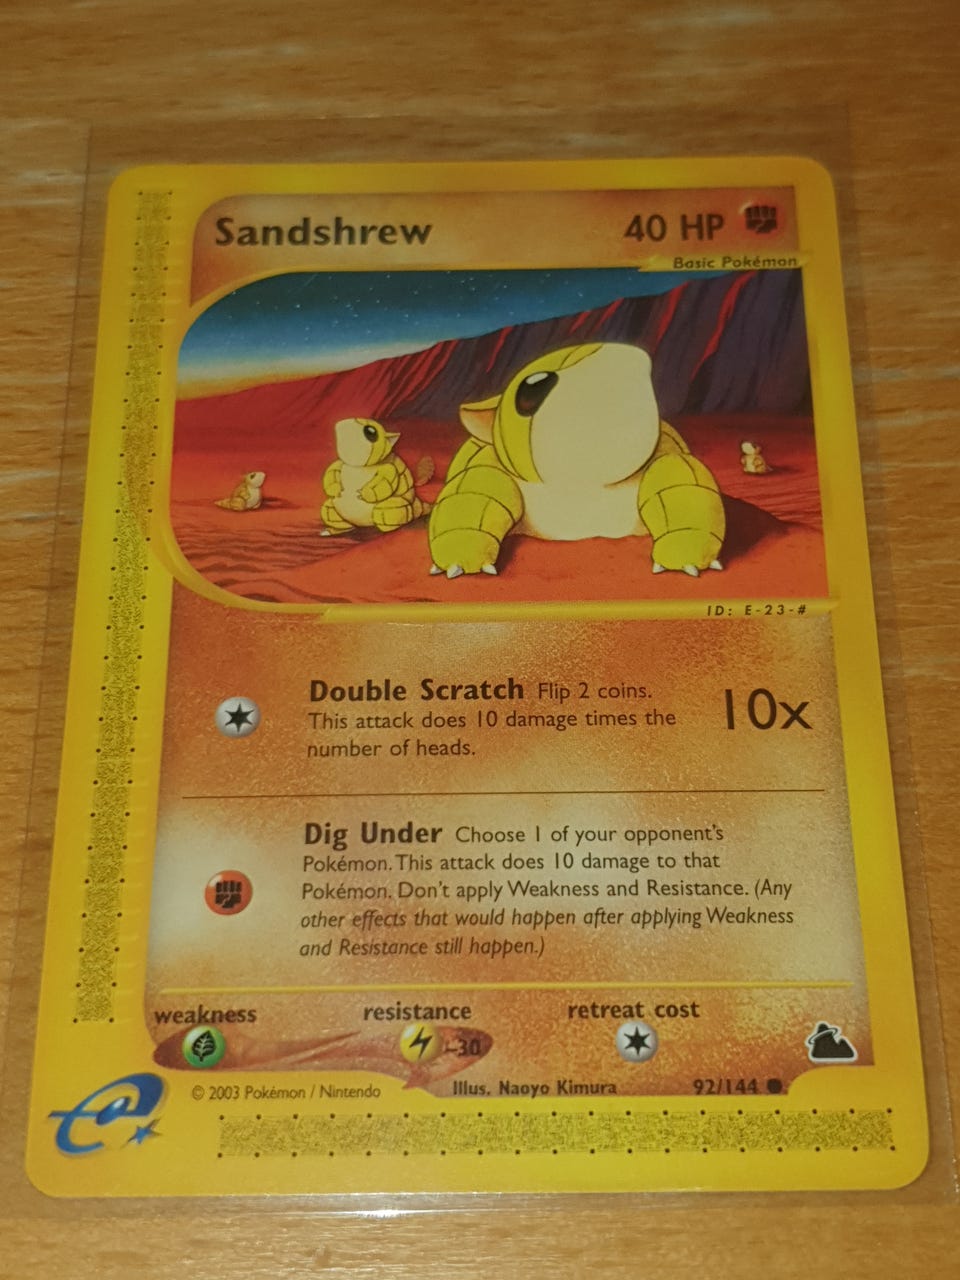 Sandshrew 40 HP
Basic Pokémon
ID: E-23-#
Double Scratch Flip 2 coins.
This attack does 10 damage times the
number of heads.
10x
Dig Under Choose 1 of your opponent's
Pokémon. This attack does 10 damage to that
Pokémon. Don't apply Weakness and Resistance. (Any
other effects that would happen after applying Weakness
and Resistance still happen.)
weakness resistance retreat cost
-30
© 2003 Pokémon / Nintendo Illus. Naoyo Kimura 92/144
e